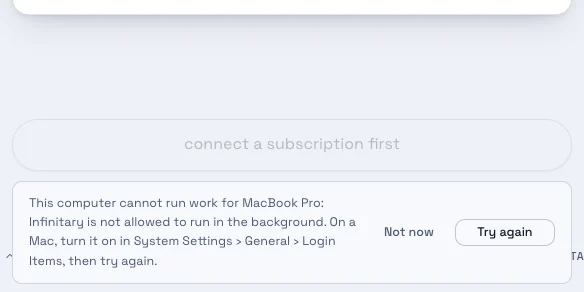 connect a subscription first
This computer cannot run work for MacBook Pro:
Infinitary is not allowed to run in the background. On a
Mac, turn it on in System Settings > General > Login
Items, then try again.
Not now
Try again
TA